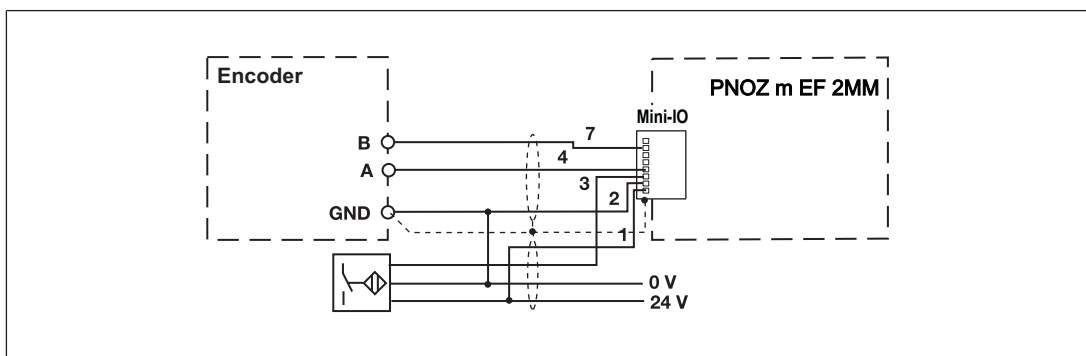 Encoder
PNOZ m EF 2MM
Mini-IO
B
7
4
A
3
2
GND
1
0 V
24 V